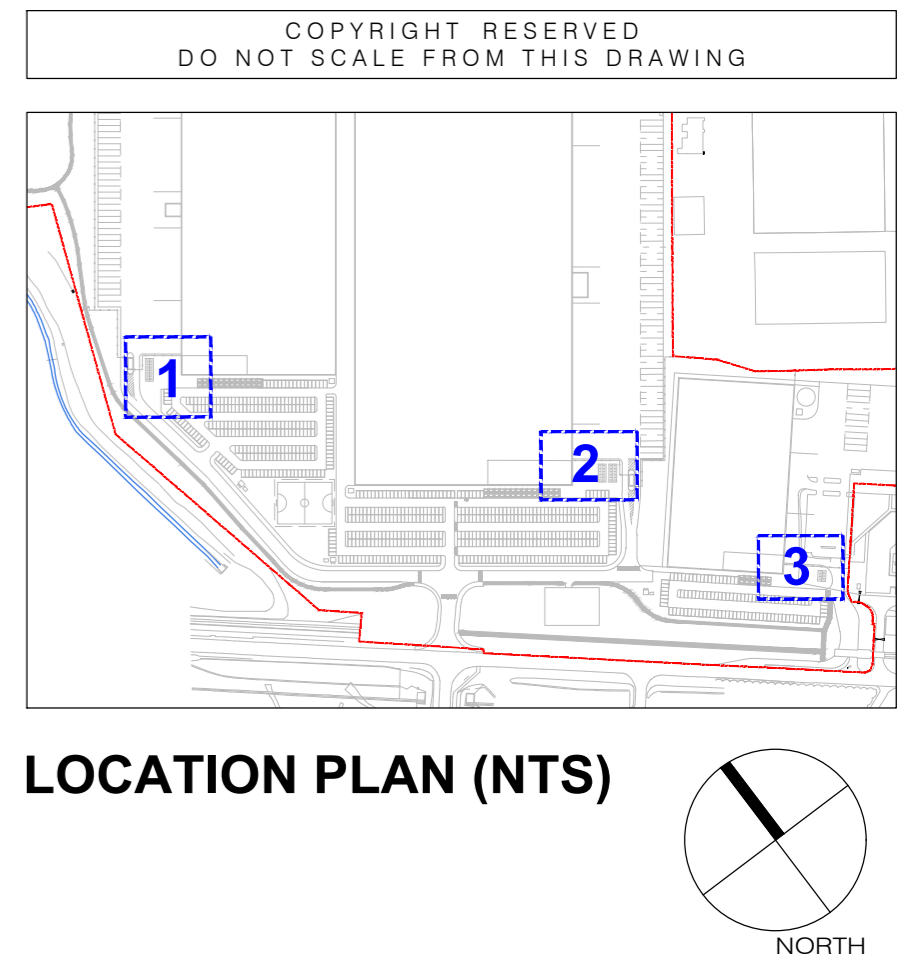 COPYRIGHT RESERVED
DO NOT SCALE FROM THIS DRAWING
1
2
3
LOCATION PLAN (NTS)
NORTH